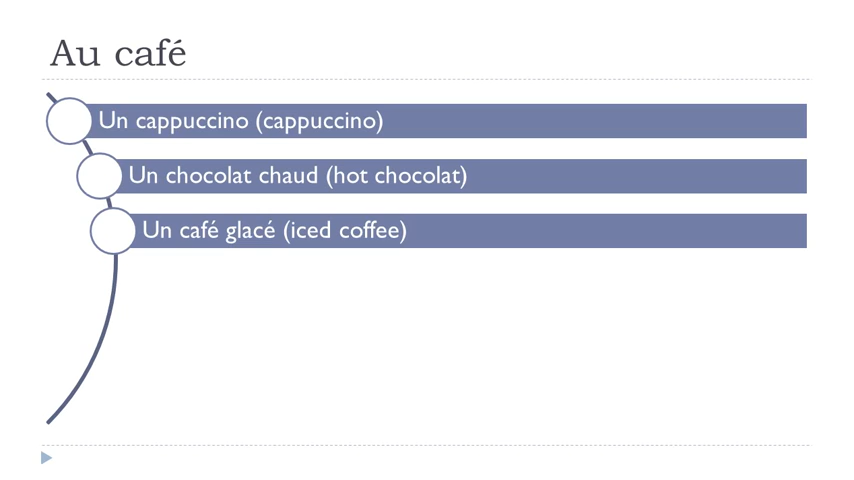 Au café
Un cappuccino (cappuccino)
Un chocolat chaud (hot chocolat)
Un café glacé (iced coffee)